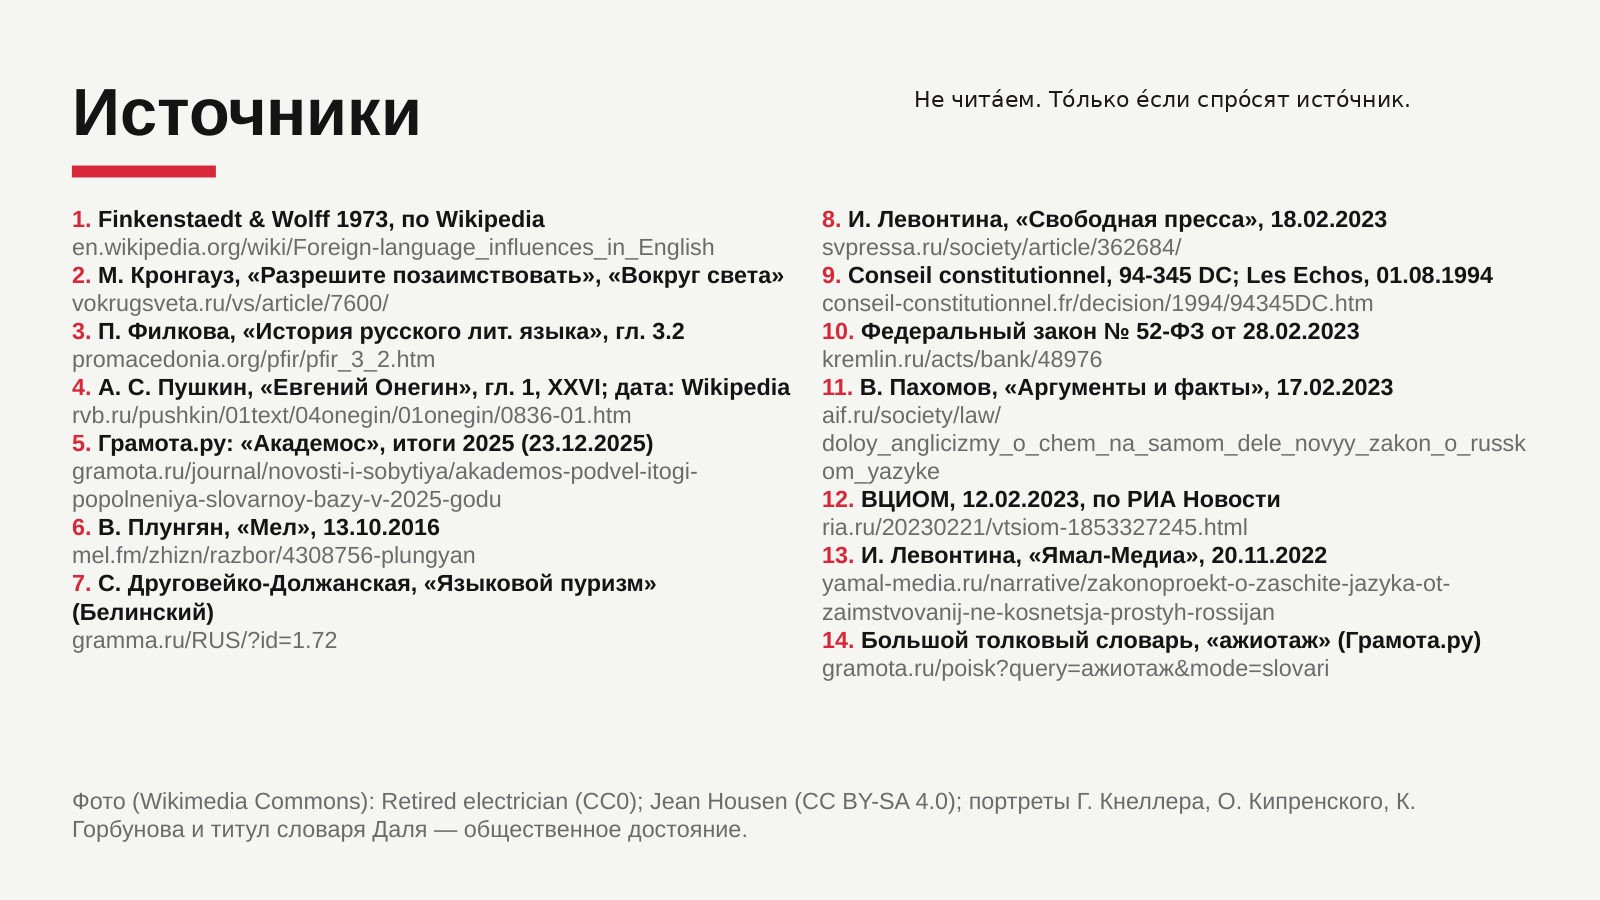 Источники
Не чита́ем. То́лько е́сли спро́сят исто́чник.
1. Finkenstaedt & Wolff 1973, по Wikipedia
en.wikipedia.org/wiki/Foreign-language_influences_in_English
2. М. Кронгауз, «Разрешите позаимствовать», «Вокруг света»
vokrugsveta.ru/vs/article/7600/
3. П. Филкова, «История русского лит. языка», гл. 3.2
promacedonia.org/pfir/pfir_3_2.htm
4. А. С. Пушкин, «Евгений Онегин», гл. 1, XXVI; дата: Wikipedia
rvb.ru/pushkin/01text/04onegin/01onegin/0836-01.htm
5. Грамота.ру: «Академос», итоги 2025 (23.12.2025)
gramota.ru/journal/novosti-i-sobytiya/akademos-podvel-itogi-
popolneniya-slovarnoy-bazy-v-2025-godu
6. В. Плунгян, «Мел», 13.10.2016
mel.fm/zhizn/razbor/4308756-plungyan
7. С. Друговейко-Должанская, «Языковой пуризм»
(Белинский)
gramma.ru/RUS/?id=1.72
8. И. Левонтина, «Свободная пресса», 18.02.2023
svpressa.ru/society/article/362684/
9. Conseil constitutionnel, 94-345 DC; Les Echos, 01.08.1994
conseil-constitutionnel.fr/decision/1994/94345DC.htm
10. Федеральный закон № 52-ФЗ от 28.02.2023
kremlin.ru/acts/bank/48976
11. В. Пахомов, «Аргументы и факты», 17.02.2023
aif.ru/society/law/
doloy_anglicizmy_o_chem_na_samom_dele_novyy_zakon_o_russk
om_yazyke
12. ВЦИОМ, 12.02.2023, по РИА Новости
ria.ru/20230221/vtsiom-1853327245.html
13. И. Левонтина, «Ямал-Медиа», 20.11.2022
yamal-media.ru/narrative/zakonoproekt-o-zaschite-jazyka-ot-
zaimstvovanij-ne-kosnetsja-prostyh-rossijan
14. Большой толковый словарь, «ажиотаж» (Грамота.ру)
gramota.ru/poisk?query=ажиотаж&mode=slovari
Фото (Wikimedia Commons): Retired electrician (CC0); Jean Housen (CC BY-SA 4.0); портреты Г. Кнеллера, О. Кипренского, К.
Горбунова и титул словаря Даля — общественное достояние.